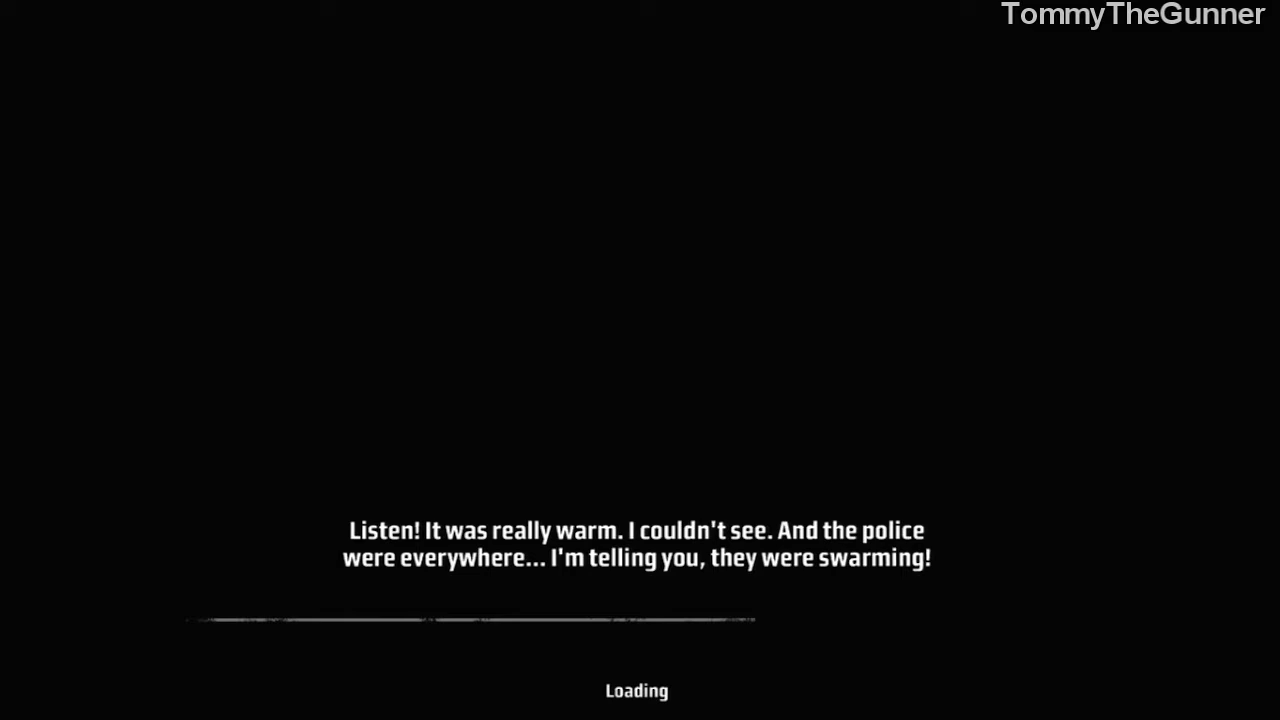 TommyTheGunner
Listen! It was really warm. I couldn't see. And the police
were everywhere... I'm telling you, they were swarming!
Loading